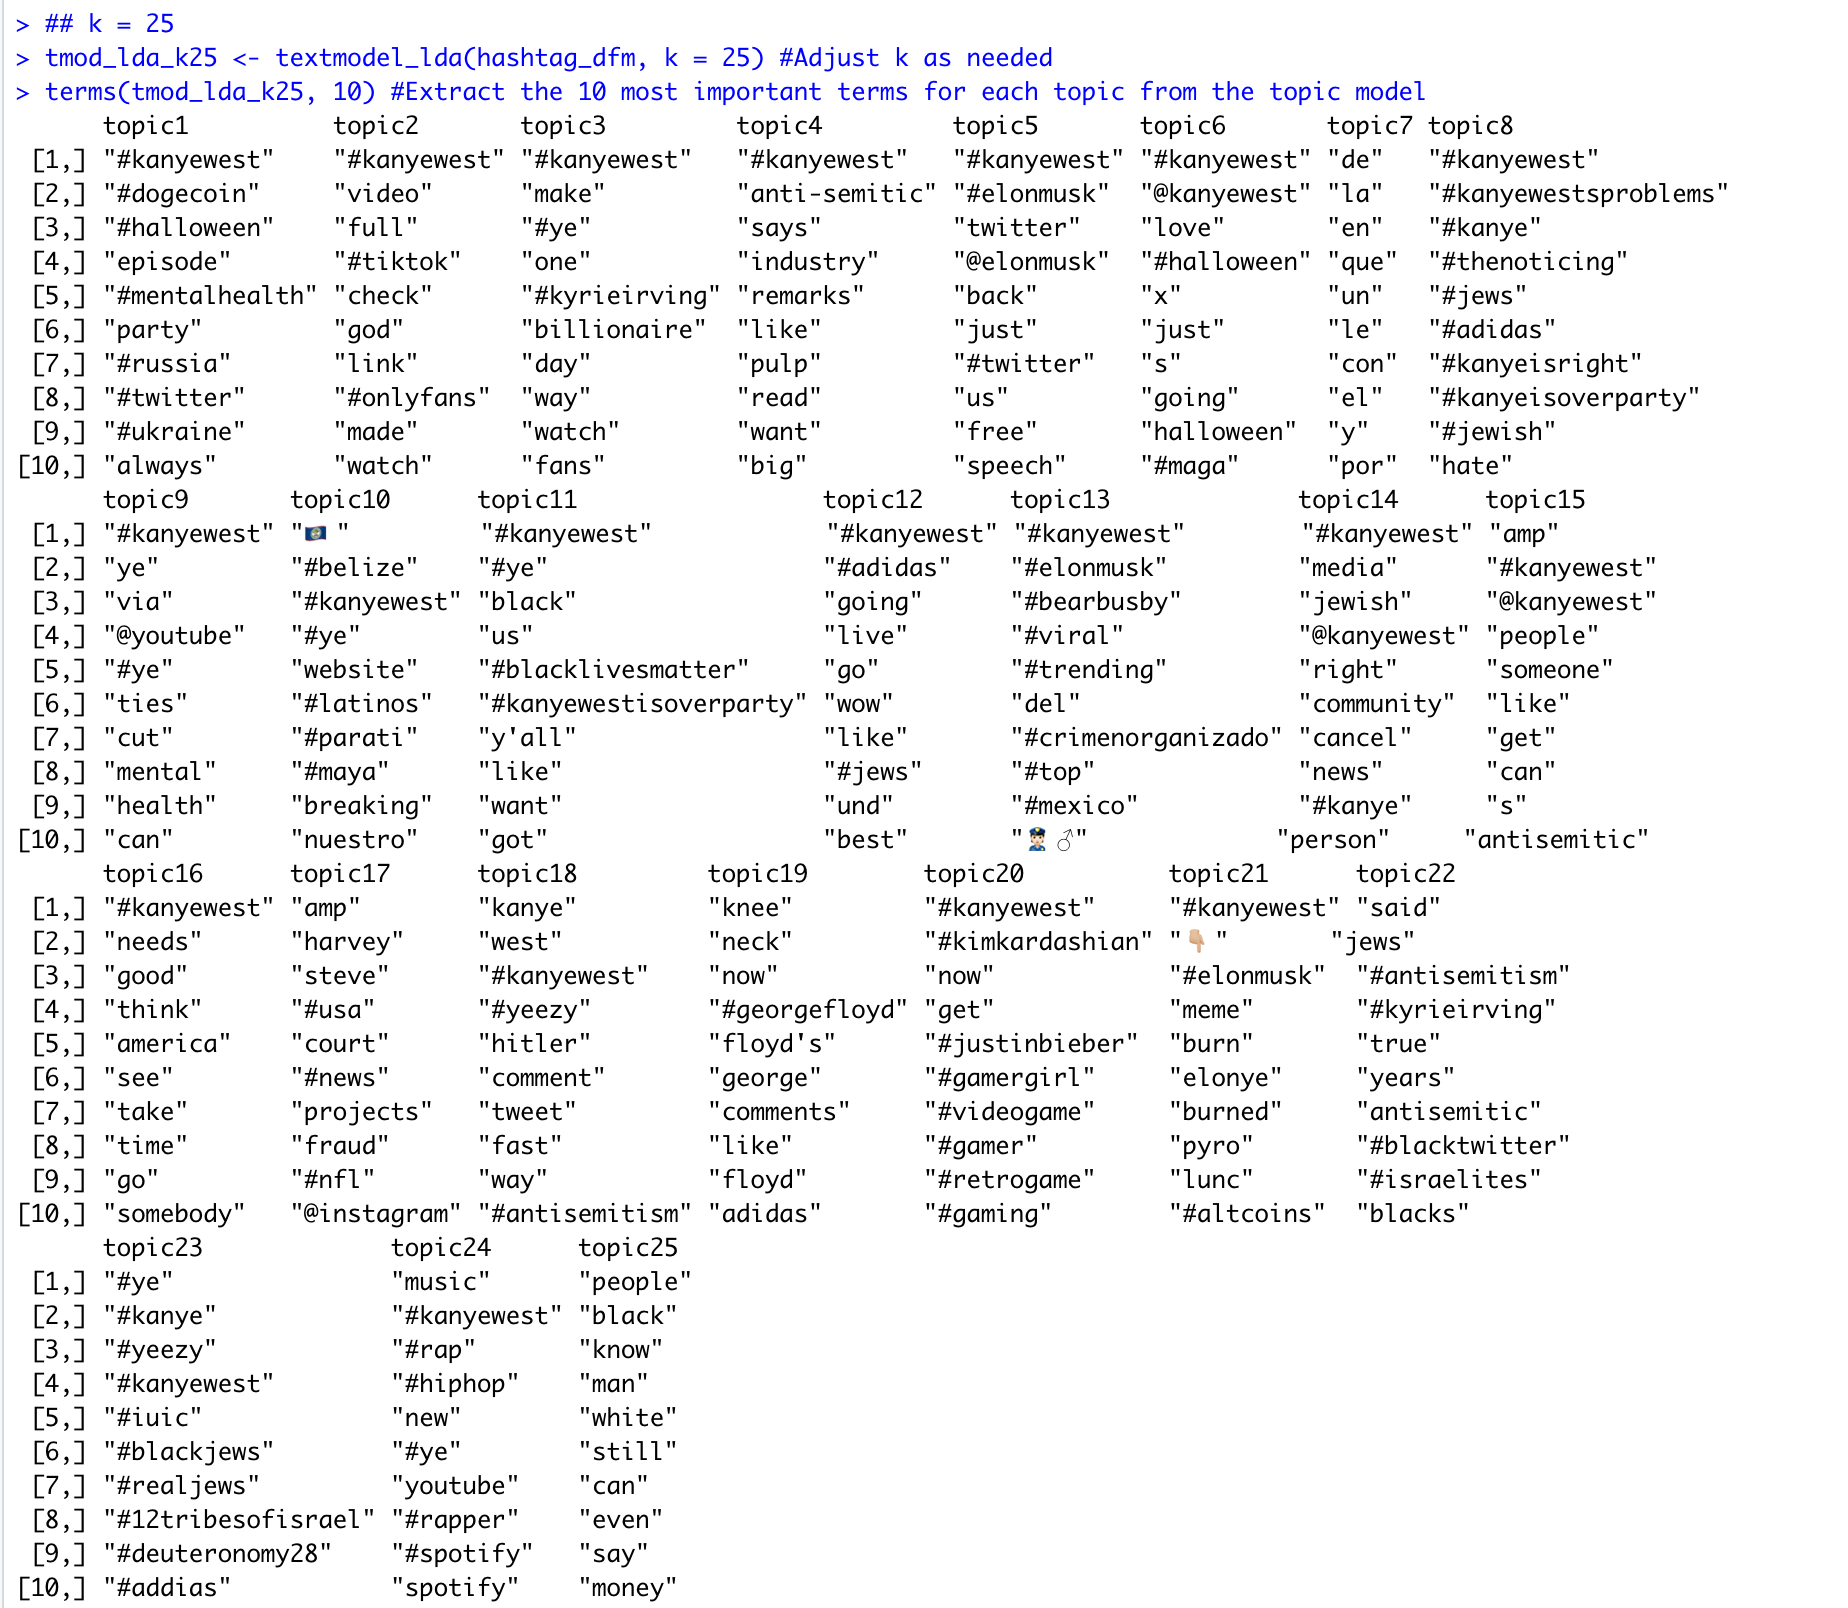 > ## k = 25
> tmod_lda_k25 <- textmodel_lda(hashtag_dfm, k = 25) #Adjust k as needed
> terms(tmod_lda_k25, 10) #Extract the 10 most important terms for each topic from the topic model
topic1 topic2 topic3 topic4 topic5 topic6 topic7 topic8
[1,] "#kanyewest" "#kanyewest" "#kanyewest" "#kanyewest" "#kanyewest" "#kanyewest" "de" "#kanyewest"
[2,] "#dogecoin" "video" "make" "anti-semitic" "#elonmusk" "@kanyewest" "la" "#kanyewestsproblems"
[3,] "#halloween" "full" "#ye" "says" "twitter" "love" "en" "#kanye"
[4,] "episode" "#tiktok" "one" "industry" "@elonmusk" "#halloween" "que" "#thenoticing"
[5,] "#mentalhealth" "check" "#kyrieirving" "remarks" "back" "x" "un" "#jews"
[6,] "party" "god" "billionaire" "like" "just" "just" "le" "#adidas"
[7,] "#russia" "link" "day" "pulp" "#twitter" "s" "con" "#kanyeisright"
[8,] "#twitter" "#onlyfans" "way" "read" "us" "going" "el" "#kanyeisoverparty"
[9,] "#ukraine" "made" "watch" "want" "free" "halloween" "y" "#jewish"
[10,] "always" "watch" "fans" "big" "speech" "#maga" "por" "hate"
topic9 topic10 topic11 topic12 topic13 topic14 topic15
[1,] "#kanyewest" "🇧🇿" "#kanyewest" "#kanyewest" "#kanyewest" "#kanyewest" "amp"
[2,] "ye" "#belize" "#ye" "#adidas" "#elonmusk" "media" "#kanyewest"
[3,] "via" "#kanyewest" "black" "going" "#bearbusby" "jewish" "@kanyewest"
[4,] "@youtube" "#ye" "us" "live" "#viral" "@kanyewest" "people"
[5,] "#ye" "website" "#blacklivesmatter" "go" "#trending" "right" "someone"
[6,] "ties" "#latinos" "#kanyewestisoverparty" "wow" "del" "community" "like"
[7,] "cut" "#parati" "y'all" "like" "#crimenorganizado" "cancel" "get"
[8,] "mental" "#maya" "like" "#jews" "#top" "news" "can"
[9,] "health" "breaking" "want" "und" "#mexico" "#kanye" "s"
[10,] "can" "nuestro" "got" "best" "👮🏻‍♂" "person" "antisemitic"
topic16 topic17 topic18 topic19 topic20 topic21 topic22
[1,] "#kanyewest" "amp" "kanye" "knee" "#kanyewest" "#kanyewest" "said"
[2,] "needs" "harvey" "west" "neck" "#kimkardashian" "👇🏼" "jews"
[3,] "good" "steve" "#kanyewest" "now" "now" "#elonmusk" "#antisemitism"
[4,] "think" "#usa" "#yeezy" "#georgefloyd" "get" "meme" "#kyrieirving"
[5,] "america" "court" "hitler" "floyd's" "#justinbieber" "burn" "true"
[6,] "see" "#news" "comment" "george" "#gamergirl" "elonye" "years"
[7,] "take" "projects" "tweet" "comments" "#videogame" "burned" "antisemitic"
[8,] "time" "fraud" "fast" "like" "#gamer" "pyro" "#blacktwitter"
[9,] "go" "#nfl" "way" "floyd" "#retrogame" "lunc" "#israelites"
[10,] "somebody" "@instagram" "#antisemitism" "adidas" "#gaming" "#altcoins" "blacks"
topic23 topic24 topic25
[1,] "#ye" "music" "people"
[2,] "#kanye" "#kanyewest" "black"
[3,] "#yeezy" "#rap" "know"
[4,] "#kanyewest" "#hiphop" "man"
[5,] "#iuic" "new" "white"
[6,] "#blackjews" "#ye" "still"
[7,] "#realjews" "youtube" "can"
[8,] "#12tribesofisrael" "#rapper" "even"
[9,] "#deuteronomy28" "#spotify" "say"
[10,] "#addias" "spotify" "money"